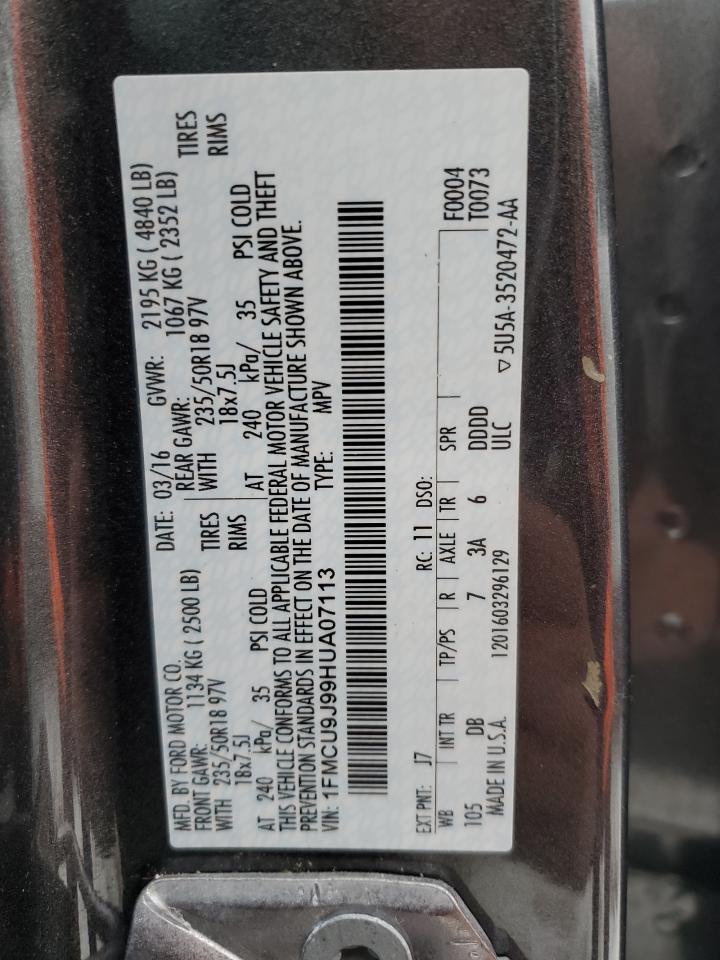 MFD. BY FORD MOTOR CO.
DATE: 03/16 GVWR: 2195 KG ( 4840 LB)
FRONT GAWR: 1134 KG ( 2500 LB) REAR GAWR: 1067 KG ( 2352 LB)
WITH 235/50R18 97V TIRES WITH 235/50R18 97V TIRES
18x7.5J RIMS 18x7.5J RIMS
AT 240 kPa/ 35 PSI COLD AT 240 kPa/ 35 PSI COLD
THIS VEHICLE CONFORMS TO ALL APPLICABLE FEDERAL MOTOR VEHICLE SAFETY AND THEFT
PREVENTION STANDARDS IN EFFECT ON THE DATE OF MANUFACTURE SHOWN ABOVE.
VIN: 1FMCU9J99HUA07113 TYPE: MPV
EXT PNT: J7 RC: 11 DSO:
WB INT TR TP/PS R AXLE TR SPR F0004
105 DB 7 3A 6 DDDD T0073
ULC
MADE IN U.S.A. 1201603296129 ▽5U5A-3520472-AA